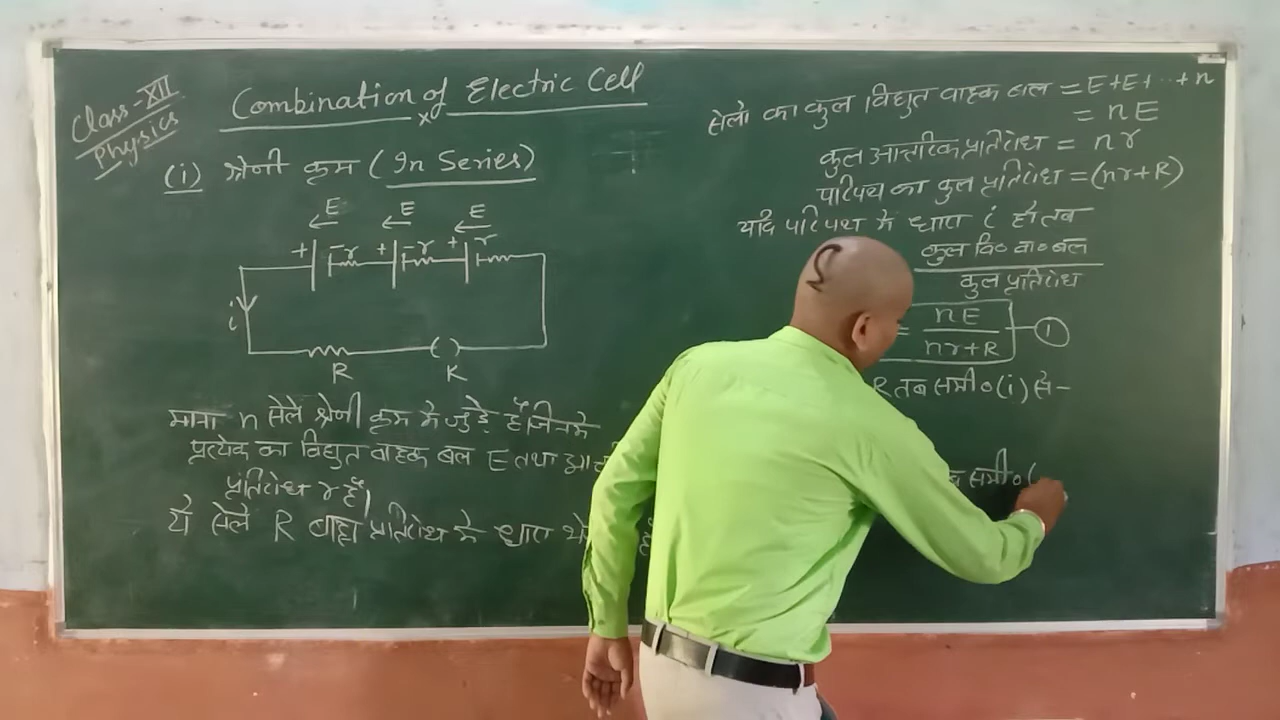 Class-XII
Physics
Combination of Electric Cell
(i) श्रेनी क्रम (In Series)
E E E
+ - r + - r + r
i
R K
माना n सेले श्रेनी क्रम मे जुड़े हैं जिनमे
प्रत्येक का विद्युत वाहक बल E तथा
प्रतिरोध r हैं।
ये सेले R वाह्य प्रतिरोध मे धारा
सेलो का कुल विद्युत वाहक बल = E+E+...+n
= nE
कुल आन्तरिक प्रतिरोध = nr
परिपथ का कुल प्रतिरोध = (nr+R)
यदि परिपथ मे धारा i हो तब
कुल वि० वा० बल
कुल प्रतिरोध
= nE
nr+R
①
R तब समी० (i) से-
समी० (